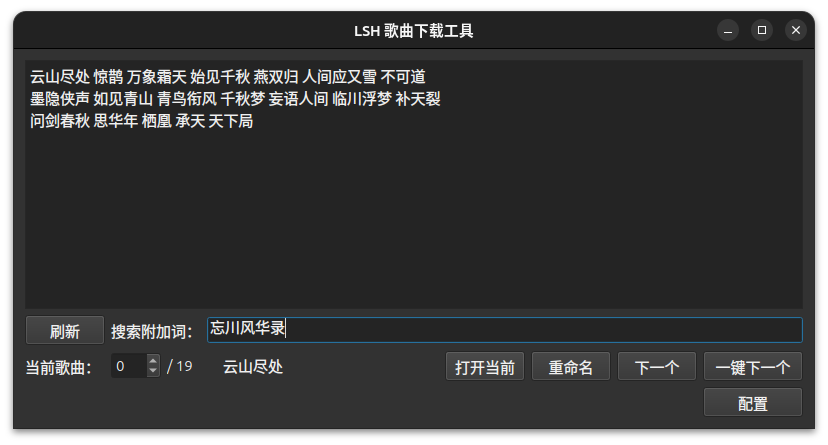 LSH 歌曲下载工具
云山尽处 惊鹊 万象霜天 始见千秋 燕双归 人间应又雪 不可道
墨隐侠声 如见青山 青鸟衔风 千秋梦 妄语人间 临川浮梦 补天裂
问剑春秋 思华年 栖凰 承天 天下局
刷新 搜索附加词： 忘川风华录
当前歌曲： 0 / 19 云山尽处 打开当前 重命名 下一个 一键下一个
配置